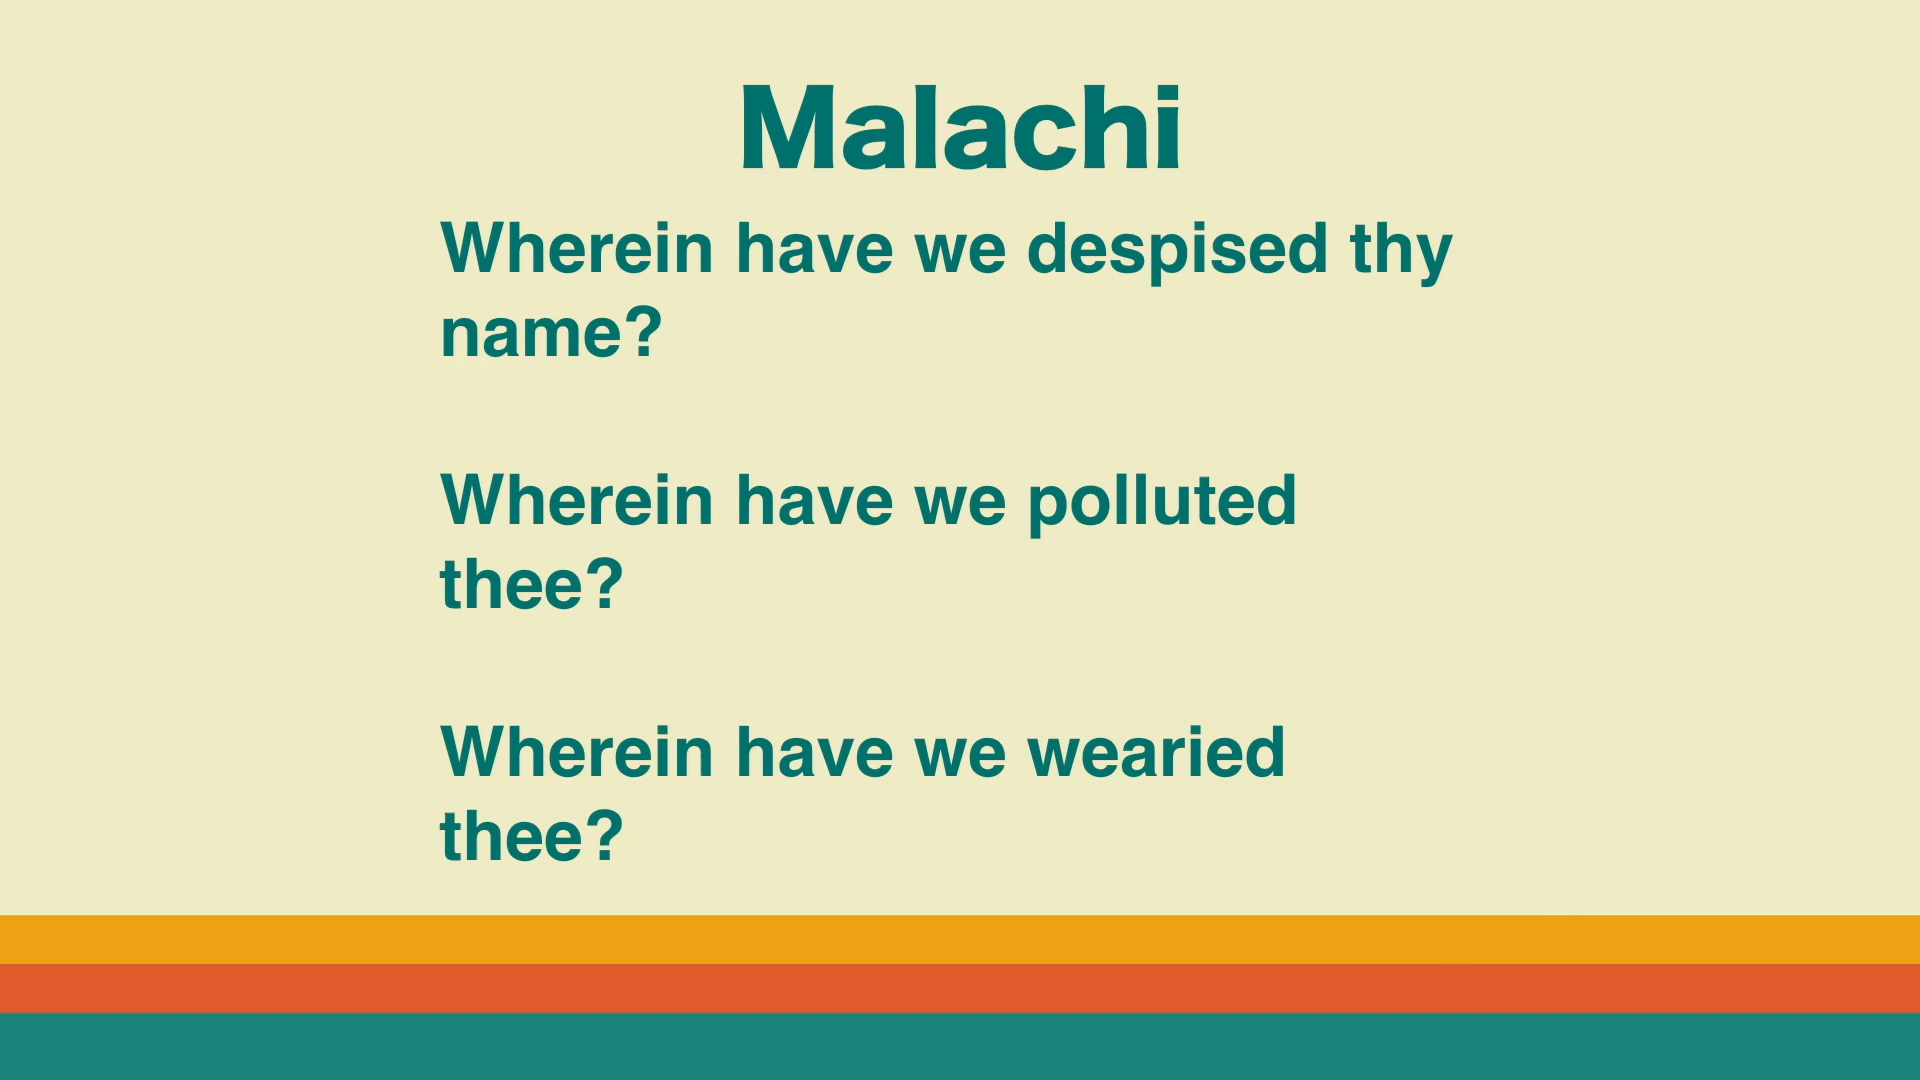 Malachi
Wherein have we despised thy
name?
Wherein have we polluted
thee?
Wherein have we wearied
thee?